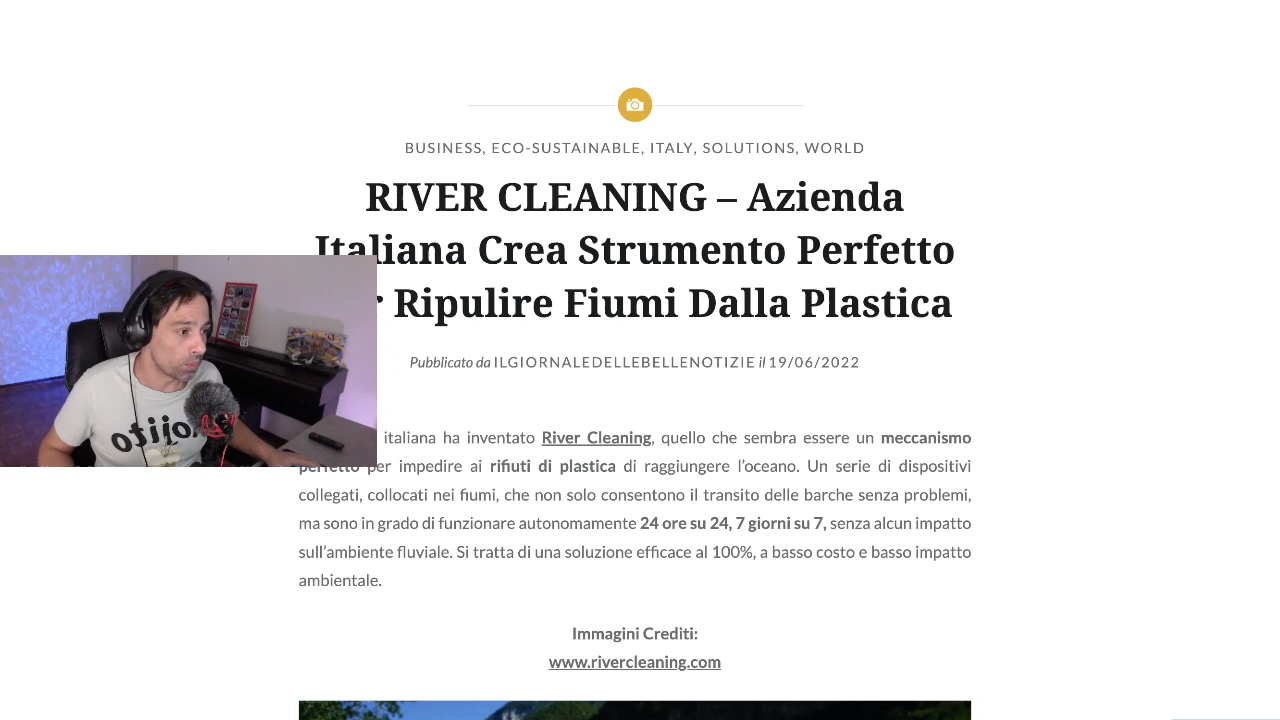 BUSINESS, ECO-SUSTAINABLE, ITALY, SOLUTIONS, WORLD
RIVER CLEANING – Azienda
Italiana Crea Strumento Perfetto
Ripulire Fiumi Dalla Plastica
Pubblicato da ILGIORNALEDELLEBELLENOTIZIE il 19/06/2022
italiana ha inventato River Cleaning, quello che sembra essere un meccanismo
perfetto per impedire ai rifiuti di plastica di raggiungere l’oceano. Un serie di dispositivi
collegati, collocati nei fiumi, che non solo consentono il transito delle barche senza problemi,
ma sono in grado di funzionare autonomamente 24 ore su 24, 7 giorni su 7, senza alcun impatto
sull’ambiente fluviale. Si tratta di una soluzione efficace al 100%, a basso costo e basso impatto
ambientale.
Immagini Crediti:
www.rivercleaning.com